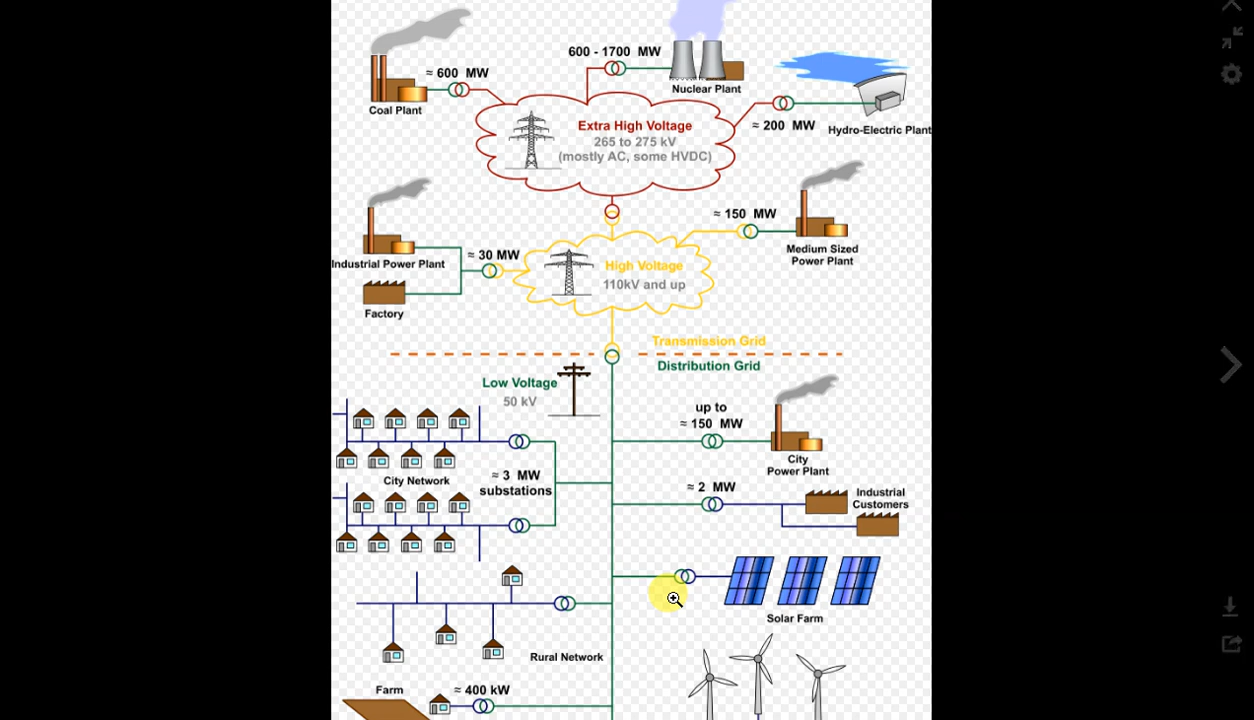 600 - 1700 MW
≈ 600 MW
Nuclear Plant
Coal Plant
Extra High Voltage
265 to 275 kV
(mostly AC, some HVDC)
≈ 200 MW
Hydro-Electric Plant
≈ 150 MW
Medium Sized
Power Plant
≈ 30 MW
Industrial Power Plant
High Voltage
110kV and up
Factory
Transmission Grid
Distribution Grid
Low Voltage
50 kV
up to
≈ 150 MW
City
Power Plant
≈ 3 MW
substations
City Network
≈ 2 MW
Industrial
Customers
Solar Farm
Rural Network
Farm
≈ 400 kW